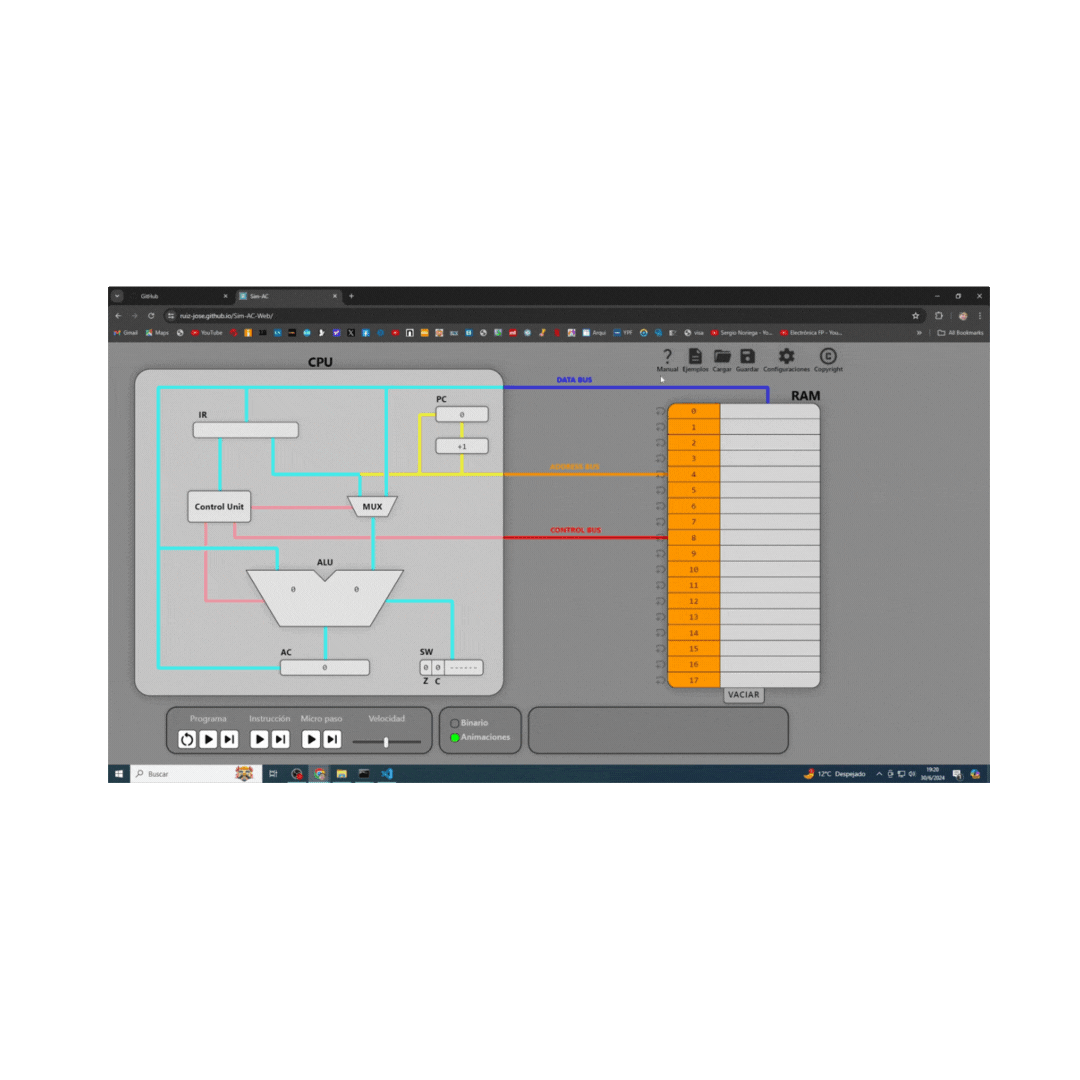 GitHub
Sim-AC
ruiz-jose.github.io/Sim-AC-Web/
Gmail Maps YouTube Arqui VW visa Sergio Noriega - Yo... Electrónica FP - You... All Bookmarks
Manual Ejemplos Cargar Guardar Configuraciones Copyright
CPU
DATA BUS
RAM
PC
0
+1
IR
ADDRESS BUS
Control Unit
MUX
CONTROL BUS
ALU
0 0
AC
0
SW
0 0 ------
Z C
0
1
2
3
4
5
6
7
8
9
10
11
12
13
14
15
16
17
VACIAR
Programa Instrucción Micro paso Velocidad
Binario
Animaciones
Buscar
12°C Despejado
19:20
30/6/2024